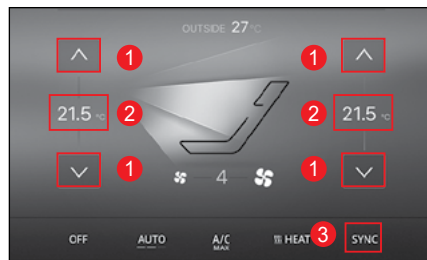 OUTSIDE 27°C
1 1
21.5 °C 2 2 21.5 °C
1 1
4
OFF AUTO A/C MAX HEAT 3 SYNC